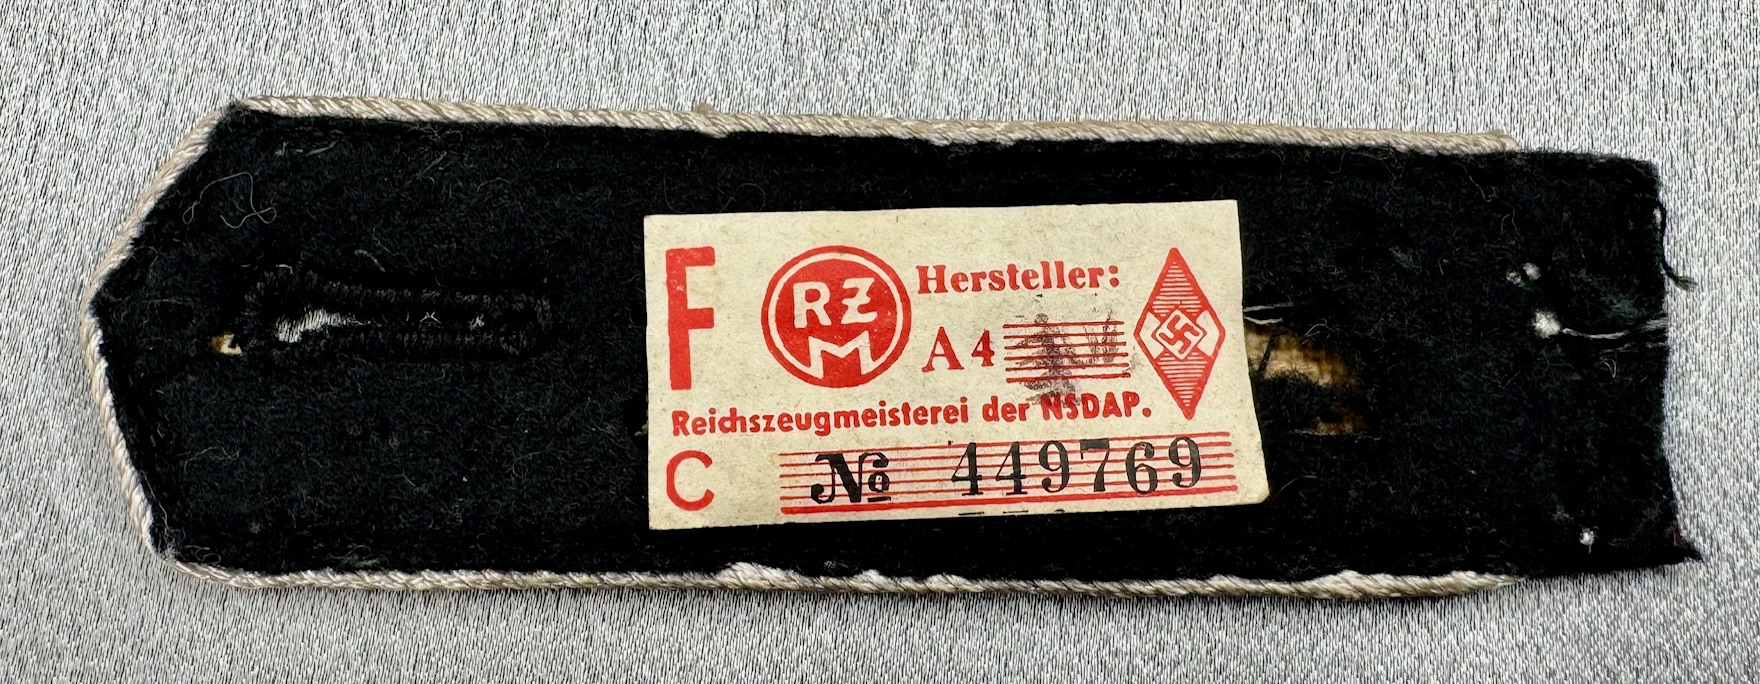 F
RZM
Hersteller:
A4
Reichszeugmeisterei der NSDAP.
C
№ 449769